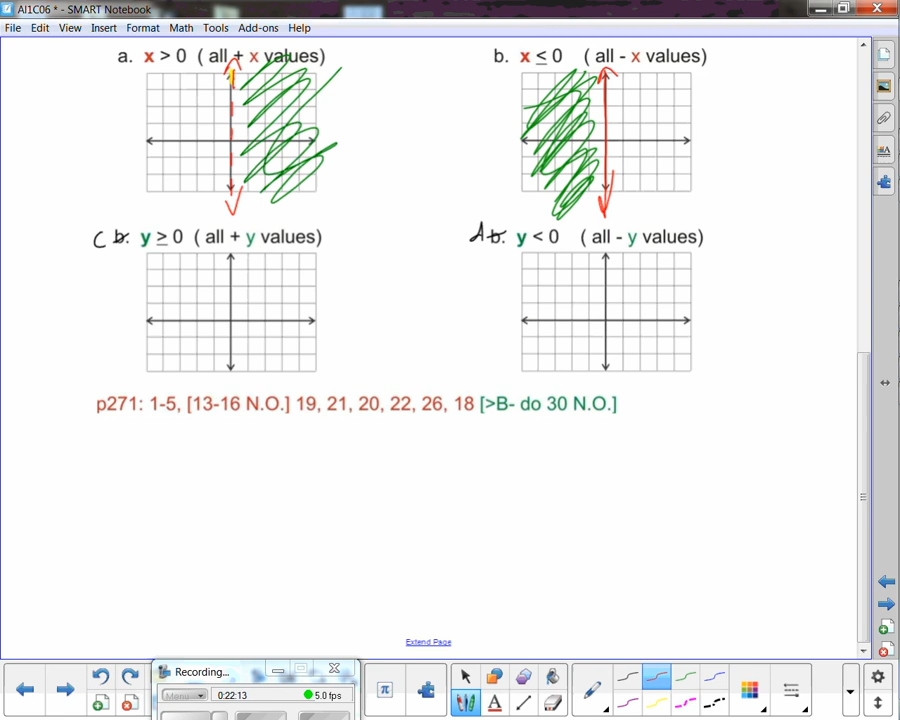 AI1C06 * - SMART Notebook
File Edit View Insert Format Math Tools Add-ons Help
a. x > 0 ( all + x values)
b. x ≤ 0 ( all - x values)
C b. y ≥ 0 ( all + y values)
d b. y < 0 ( all - y values)
p271: 1-5, [13-16 N.O.] 19, 21, 20, 22, 26, 18 [>B- do 30 N.O.]
Extend Page
Recording...
Menu
0:22:13
5.0 fps
π
A